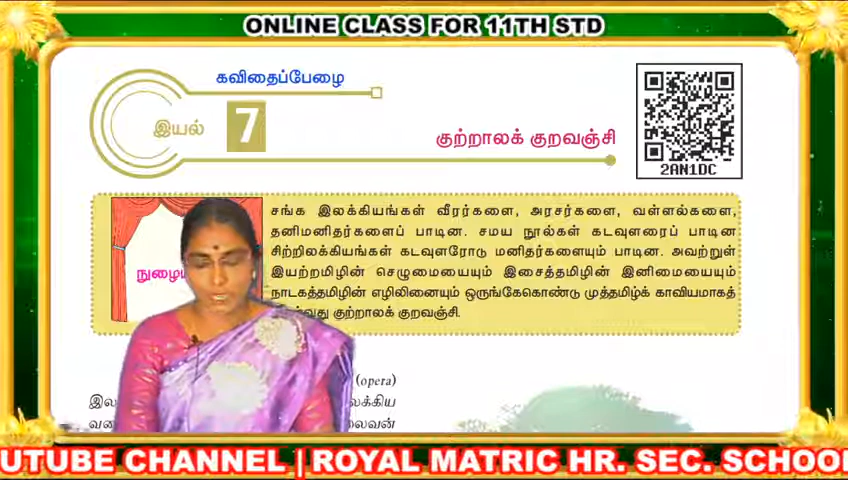 ONLINE CLASS FOR 11TH STD
கவிதைப்பேழை
இயல் 7
குற்றாலக் குறவஞ்சி
2AN1DC
சங்க இலக்கியங்கள் வீரர்களை, அரசர்களை, வள்ளல்களை,
தனிமனிதர்களைப் பாடின. சமய நூல்கள் கடவுளரைப் பாடின
சிற்றிலக்கியங்கள் கடவுளரோடு மனிதர்களையும் பாடின. அவற்றுள்
இயற்றமிழின் செழுமையையும் இசைத்தமிழின் இனிமையையும்
நாடகத்தமிழின் எழிலினையும் ஒருங்கேகொண்டு முத்தமிழ்க் காவியமாகத்
குற்றாலக் குறவஞ்சி.
(opera)
UTUBE CHANNEL | ROYAL MATRIC HR. SEC. SCHOOL